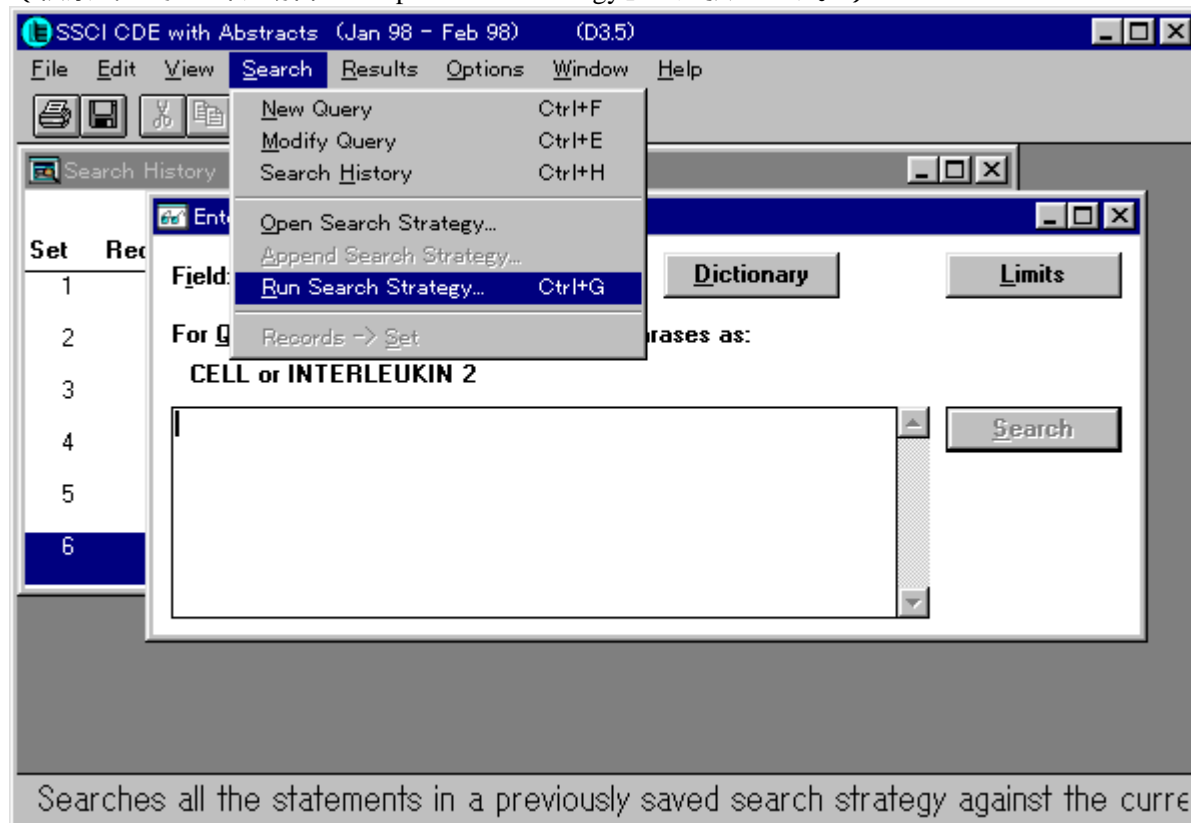 SSCI CDE with Abstracts (Jan 98 - Feb 98) (D3.5)
File Edit View Search Results Options Window Help
New Query Ctrl+F
Modify Query Ctrl+E
Search History Ctrl+H
Open Search Strategy...
Append Search Strategy...
Run Search Strategy... Ctrl+G
Records -> Set
Search History
Set
1
2
3
4
5
6
Field: Dictionary Limits
For as:
CELL or INTERLEUKIN 2
Search
Searches all the statements in a previously saved search strategy against the